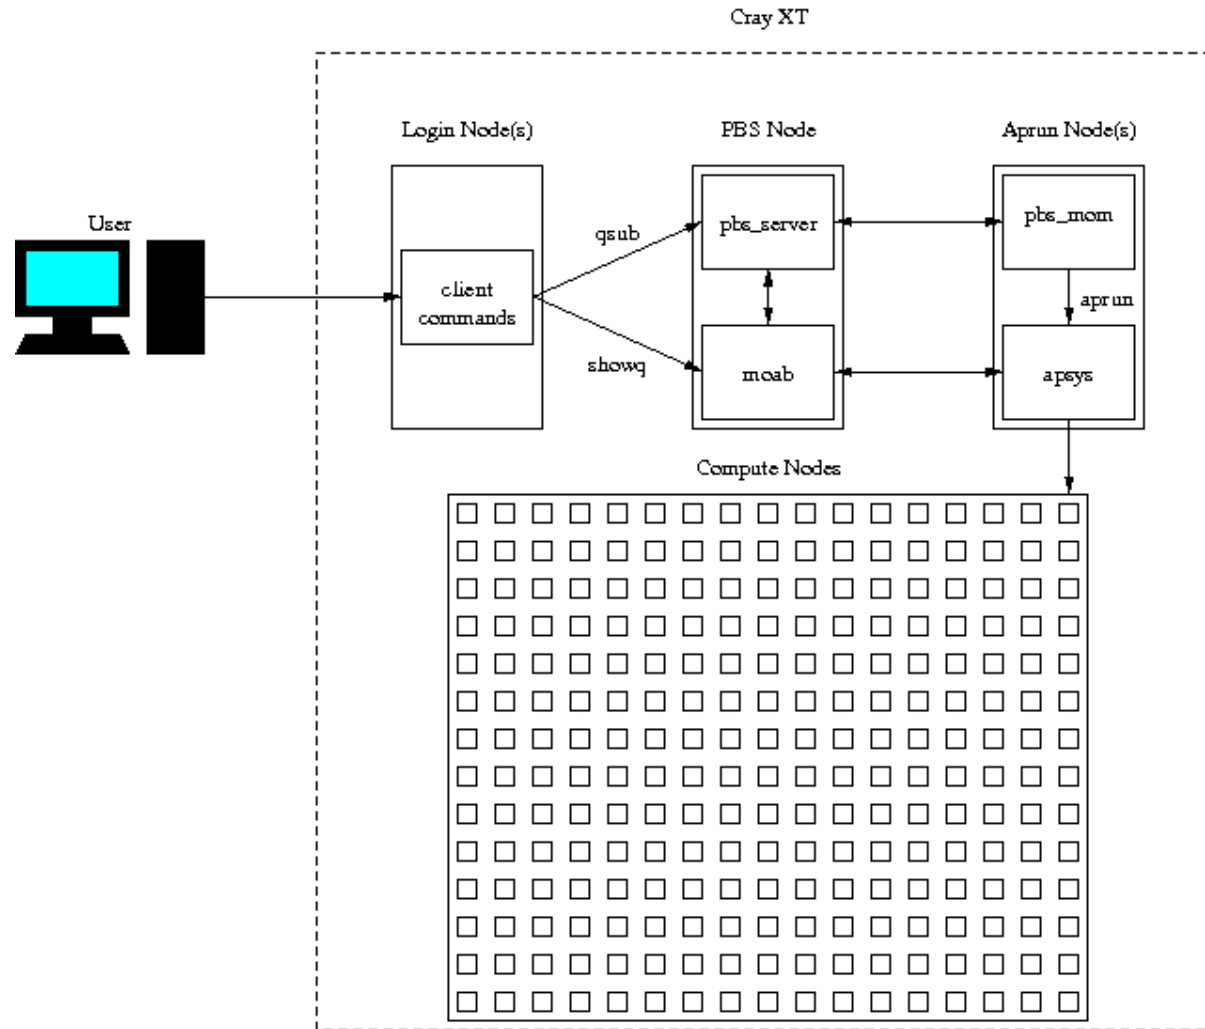 Cray XT
Login Node(s)
PBS Node
Aprun Node(s)
User
qsub
pbs_server
pbs_mom
client
commands
aprun
showq
moab
apsys
Compute Nodes